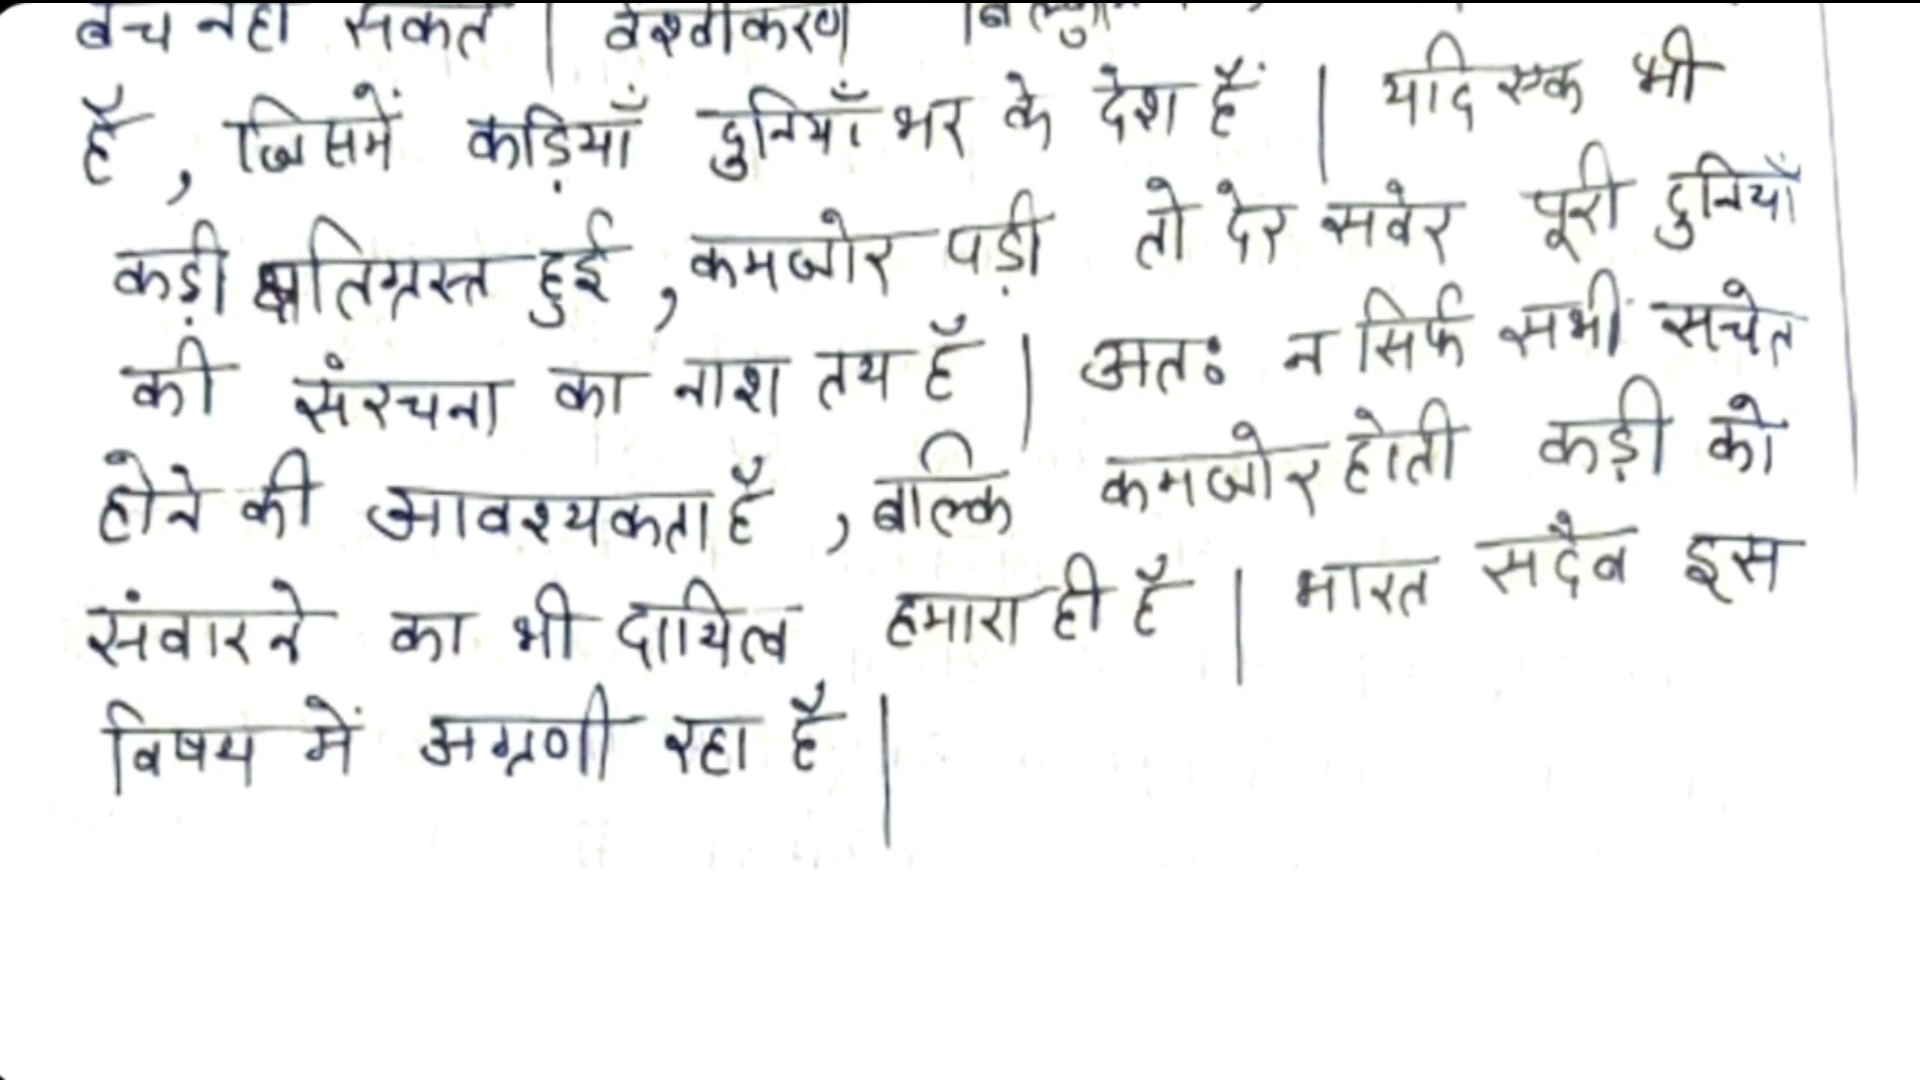 बच नहीं सकते | वैश्वीकरण
है , जिसमें कड़ियाँ दुनियाँ भर के देश हैं | यदि एक भी
कड़ी क्षतिग्रस्त हुई , कमजोर पड़ी तो देर सवेर पूरी दुनियाँ
की संरचना का नाश तय है | अतः न सिर्फ सभी सचेत
होने की आवश्यकता है , बल्कि कमजोर होती कड़ी को
संवारने का भी दायित्व हमारा ही है | भारत सदैव इस
विषय में अग्रणी रहा है |